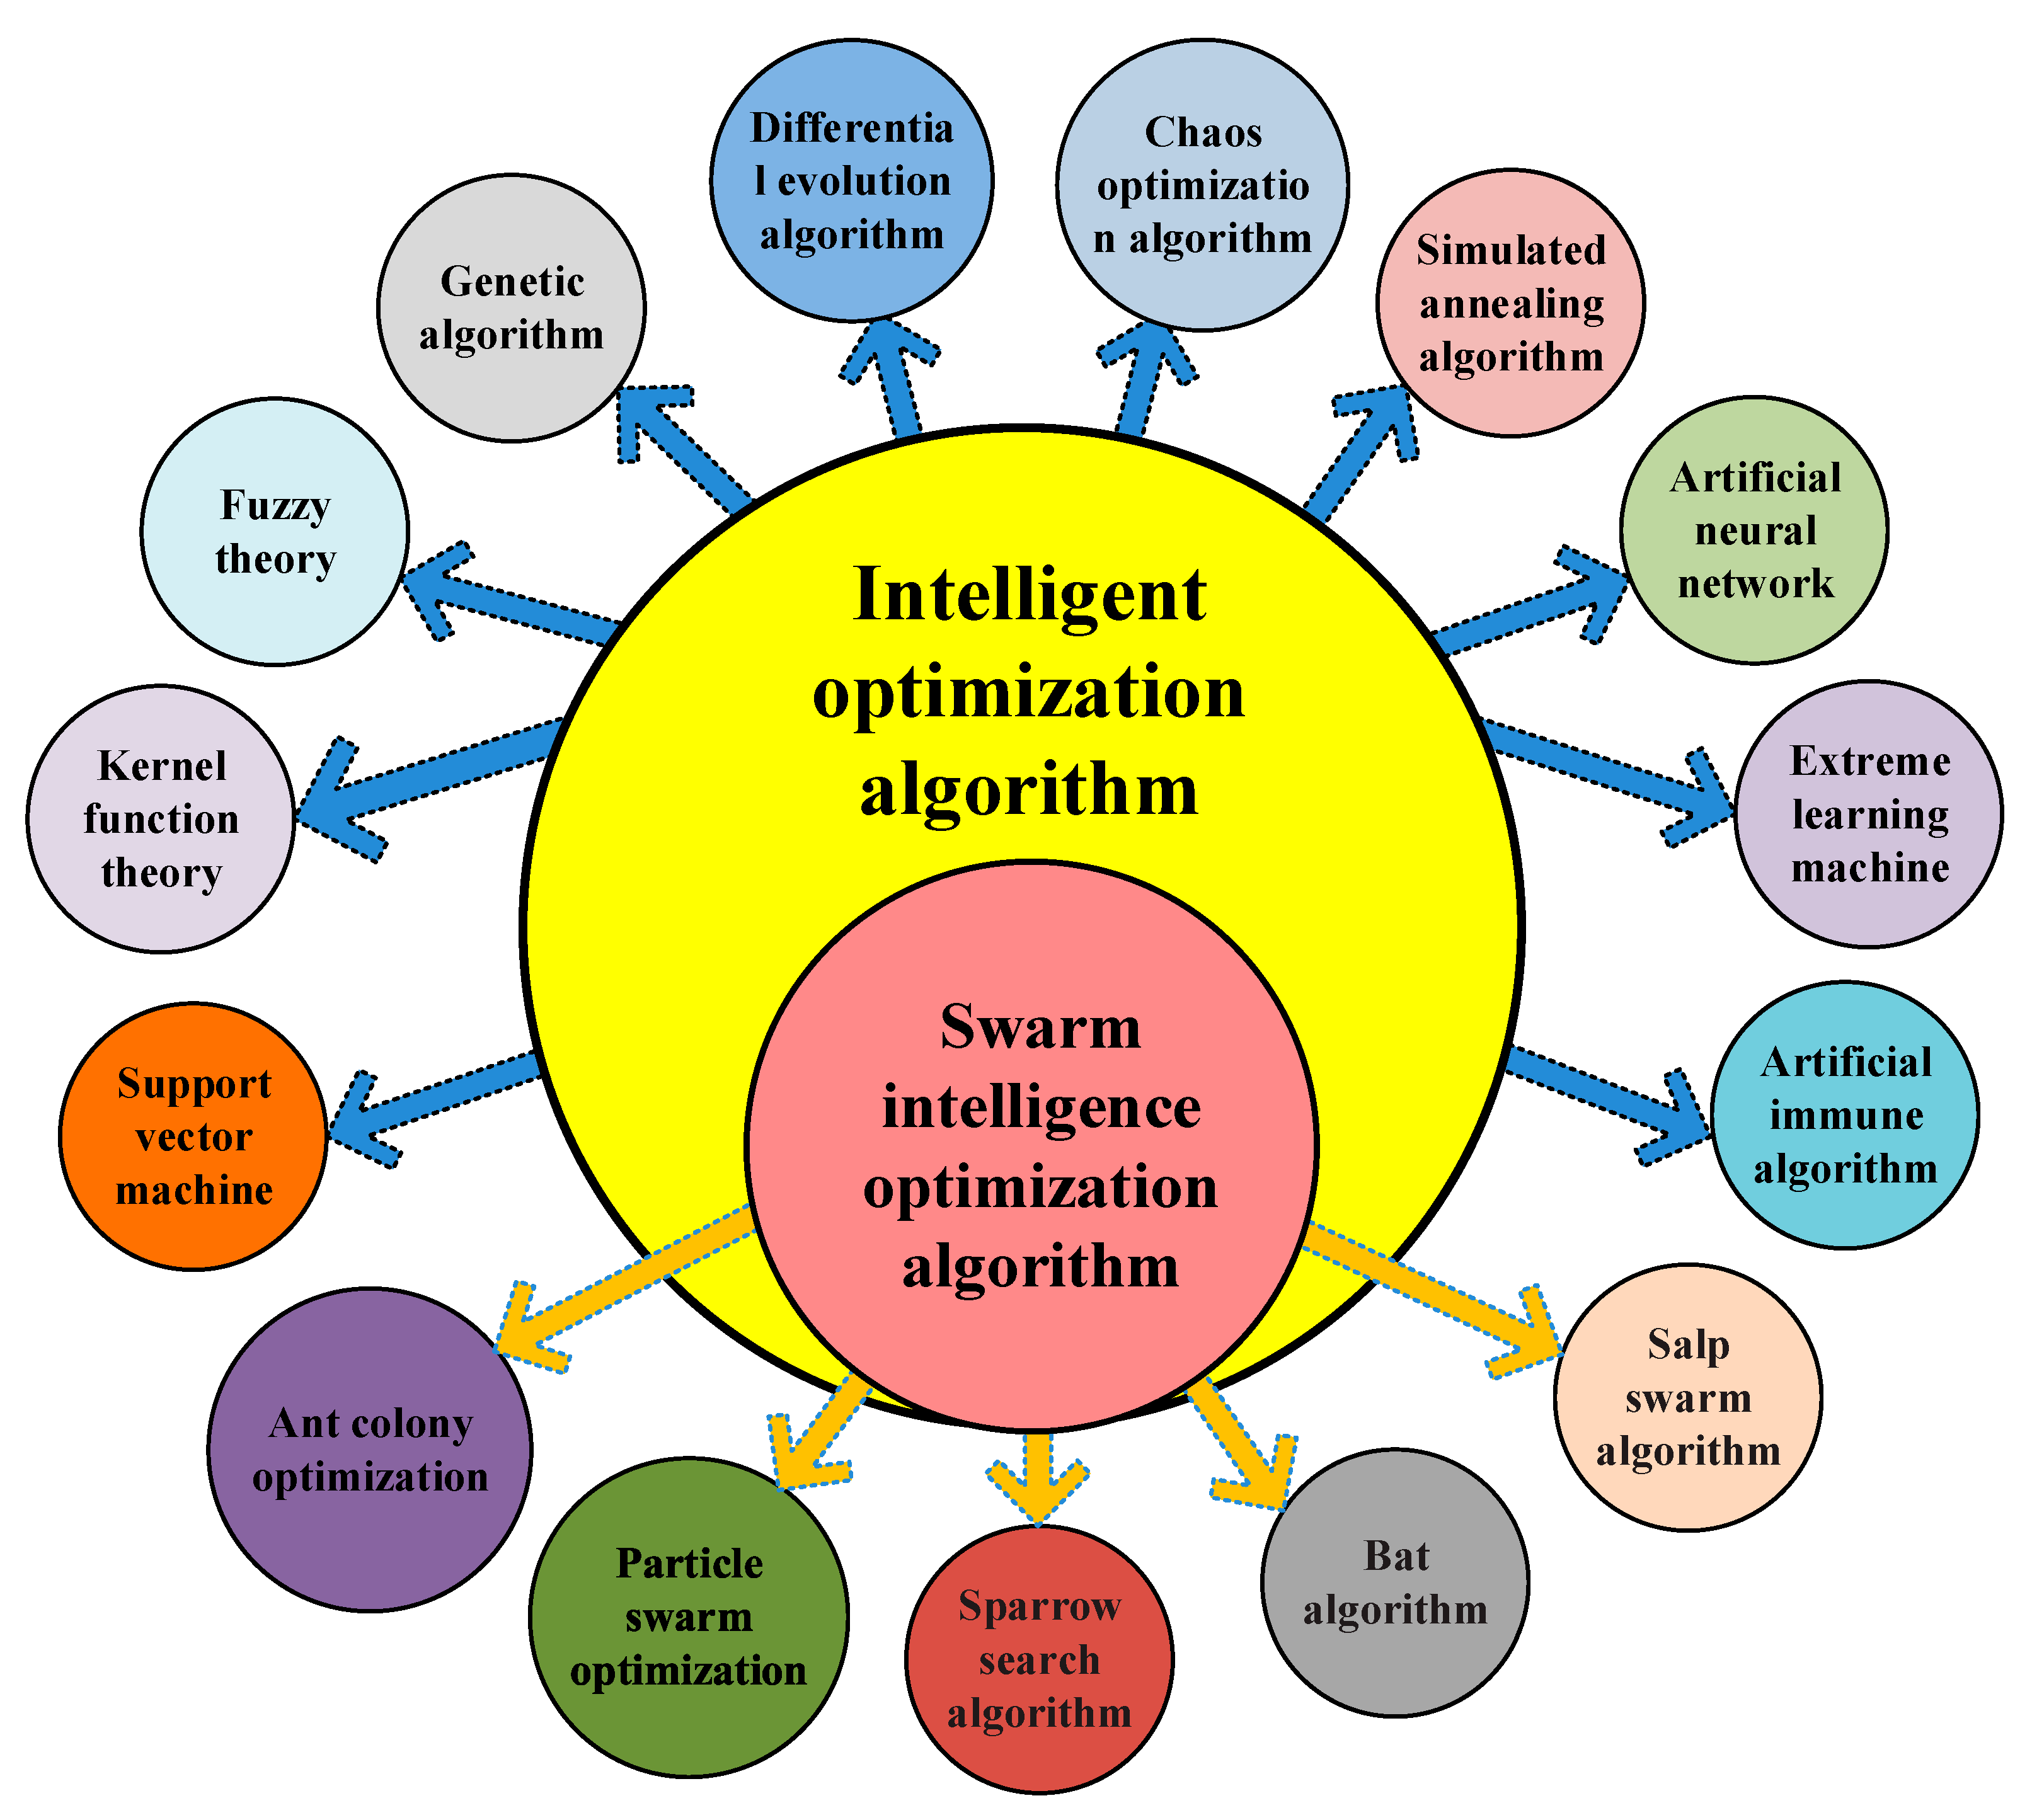 Differentia
l evolution
algorithm
Chaos
optimizatio
n algorithm
Simulated
annealing
algorithm
Genetic
algorithm
Artificial
neural
network
Fuzzy
theory
Intelligent
optimization
algorithm
Kernel
function
theory
Extreme
learning
machine
Swarm
intelligence
optimization
algorithm
Support
vector
machine
Artificial
immune
algorithm
Ant colony
optimization
Particle
swarm
optimization
Sparrow
search
algorithm
Bat
algorithm
Salp
swarm
algorithm